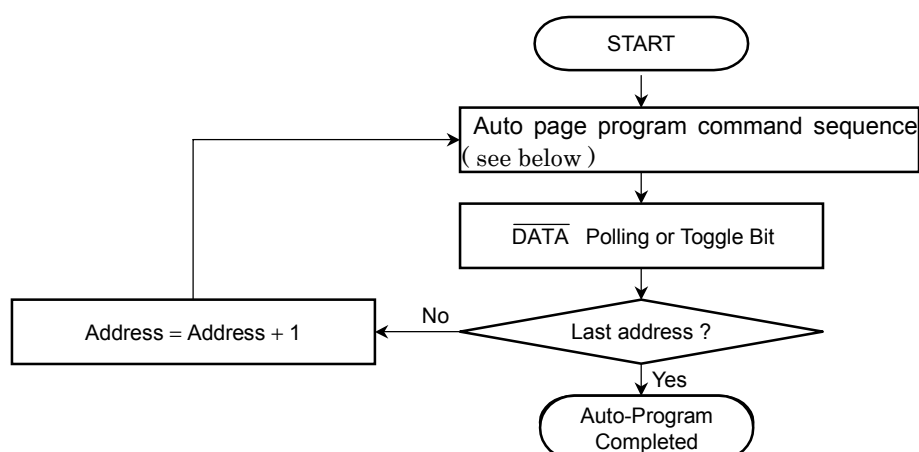 START
Auto page program command sequence
( see below )
DATA Polling or Toggle Bit
Address = Address + 1
No
Last address ?
Yes
Auto-Program
Completed